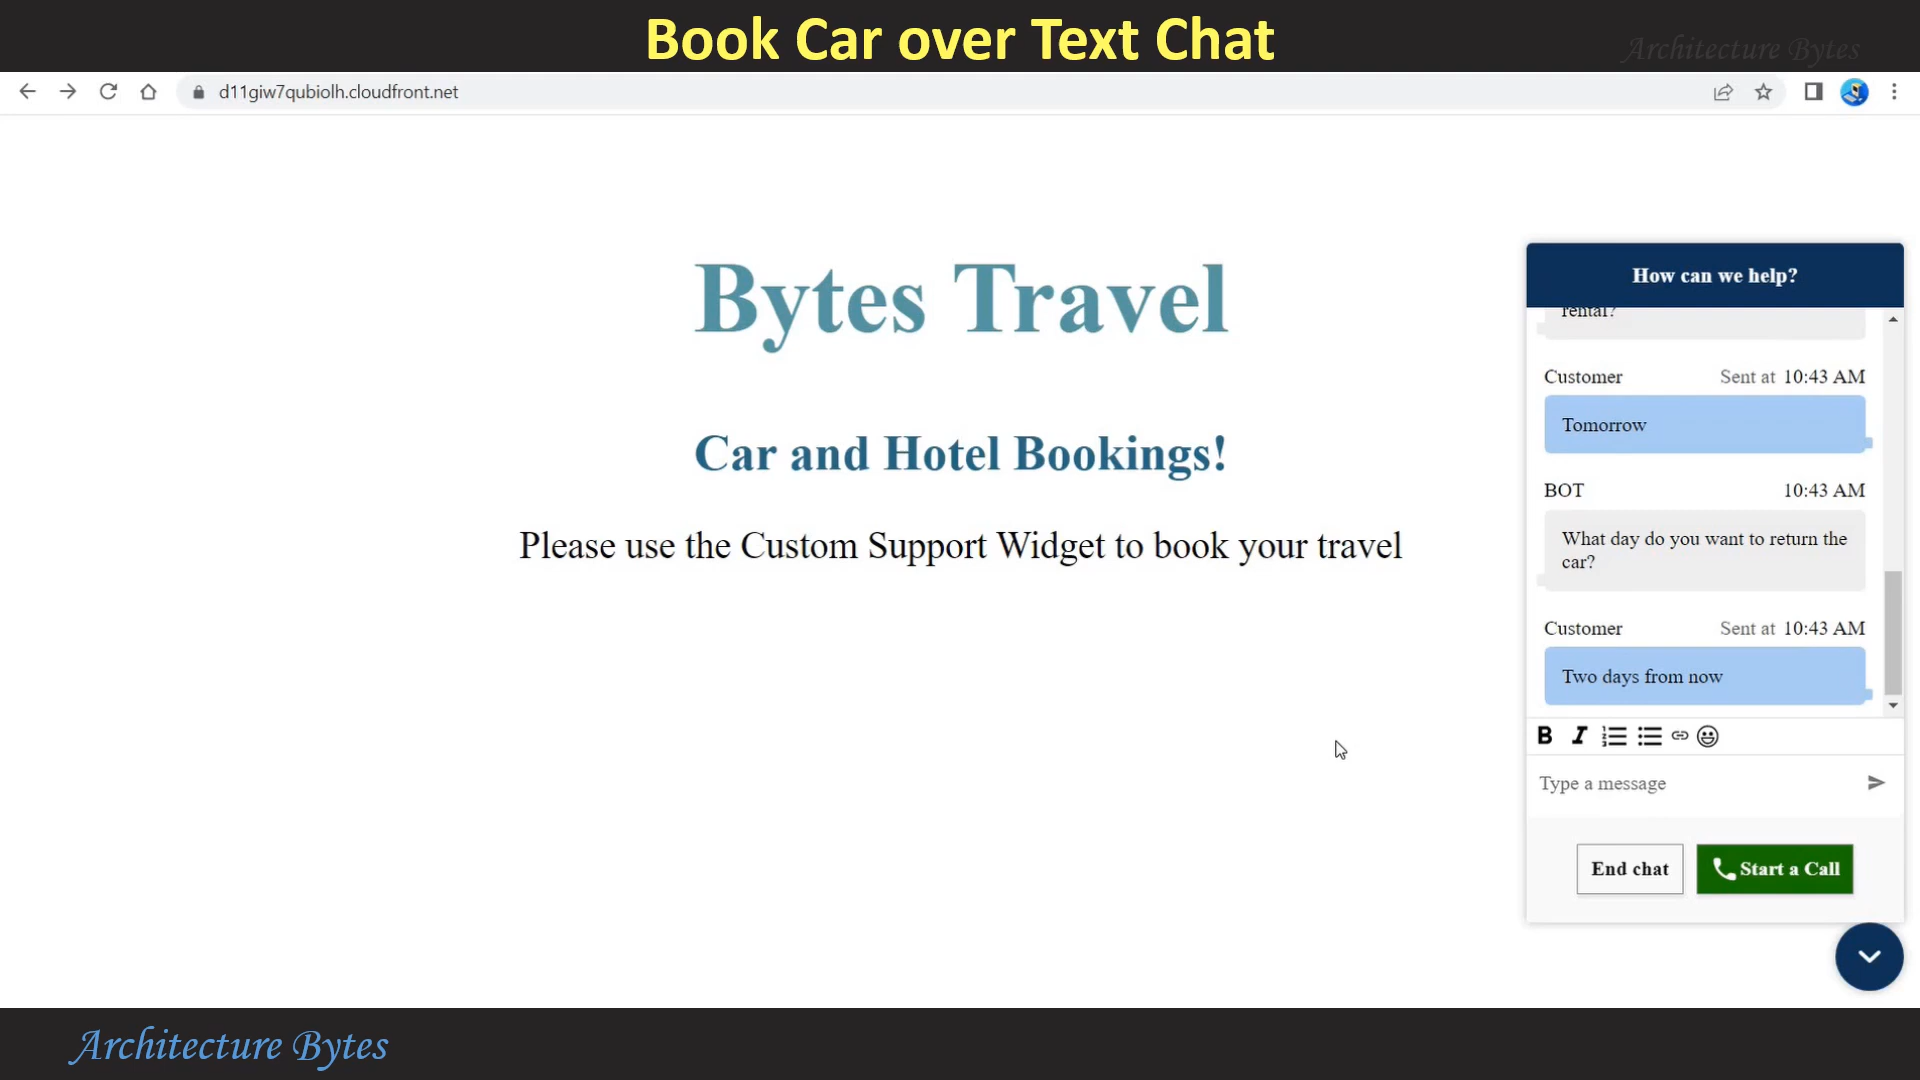 Book Car over Text Chat
Architecture Bytes
d11giw7qubiolh.cloudfront.net
Bytes Travel
Car and Hotel Bookings!
Please use the Custom Support Widget to book your travel
How can we help?
rental?
Customer Sent at 10:43 AM
Tomorrow
BOT 10:43 AM
What day do you want to return the
car?
Customer Sent at 10:43 AM
Two days from now
B I
Type a message
End chat Start a Call
Architecture Bytes